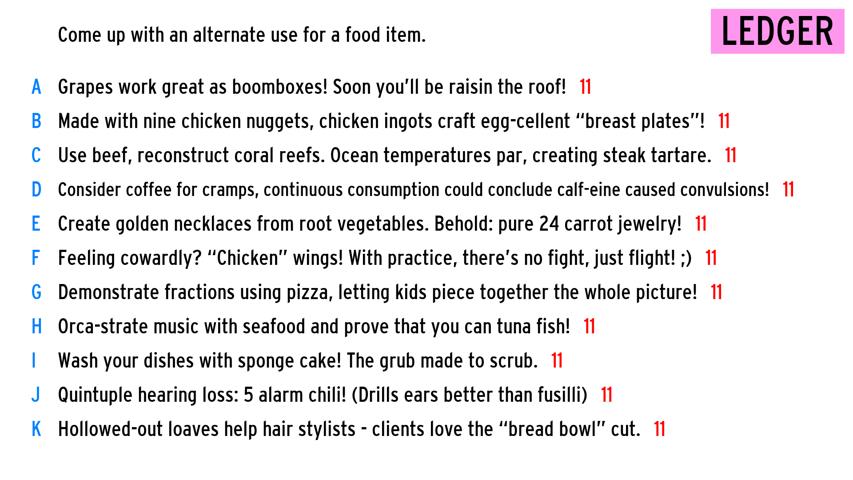 Come up with an alternate use for a food item.
LEDGER
A Grapes work great as boomboxes! Soon you'll be raisin the roof! 11
B Made with nine chicken nuggets, chicken ingots craft egg-cellent “breast plates”! 11
C Use beef, reconstruct coral reefs. Ocean temperatures par, creating steak tartare. 11
D Consider coffee for cramps, continuous consumption could conclude calf-eine caused convulsions! 11
E Create golden necklaces from root vegetables. Behold: pure 24 carrot jewelry! 11
F Feeling cowardly? “Chicken” wings! With practice, there's no fight, just flight! ;) 11
G Demonstrate fractions using pizza, letting kids piece together the whole picture! 11
H Orca-strate music with seafood and prove that you can tuna fish! 11
I Wash your dishes with sponge cake! The grub made to scrub. 11
J Quintuple hearing loss: 5 alarm chili! (Drills ears better than fusilli) 11
K Hollowed-out loaves help hair stylists - clients love the “bread bowl” cut. 11